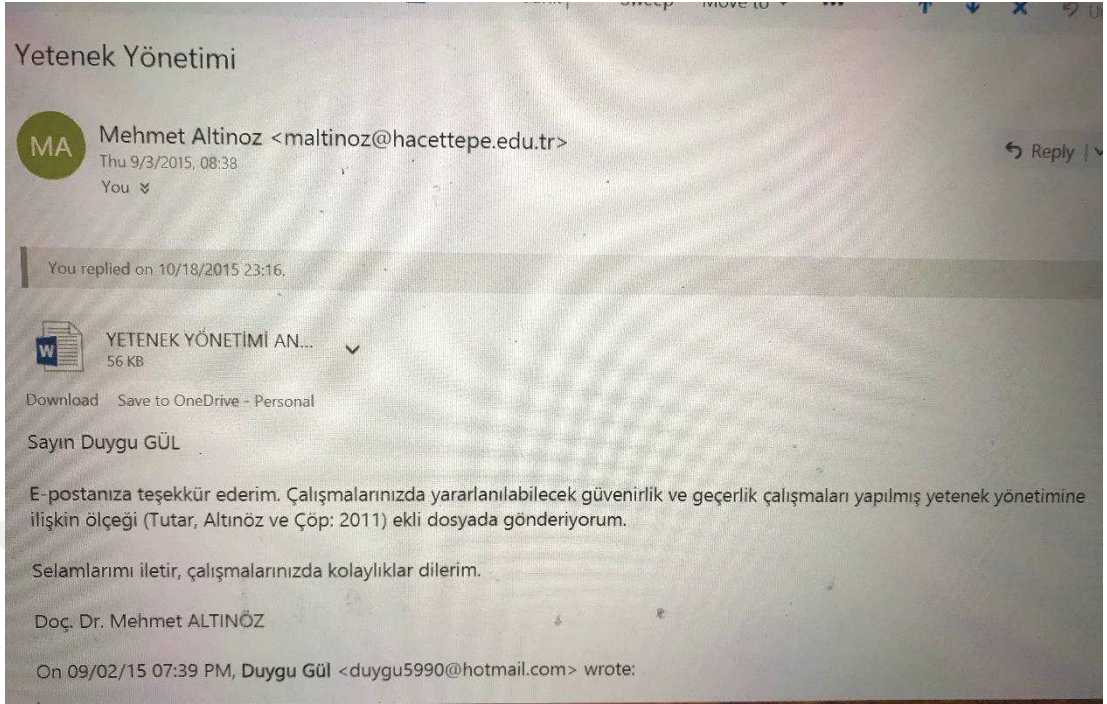 Move to
Yetenek Yönetimi
MA
Mehmet Altinoz <maltinoz@hacettepe.edu.tr>
Thu 9/3/2015, 08:38
You
Reply
You replied on 10/18/2015 23:16.
W
YETENEK YÖNETİMİ AN...
56 KB
Download Save to OneDrive - Personal
Sayın Duygu GÜL
E-postanıza teşekkür ederim. Çalışmalarınızda yararlanılabilecek güvenirlik ve geçerlik çalışmaları yapılmış yetenek yönetimine
ilişkin ölçeği (Tutar, Altınöz ve Çöp: 2011) ekli dosyada gönderiyorum.
Selamlarımı iletir, çalışmalarınızda kolaylıklar dilerim.
Doç. Dr. Mehmet ALTINÖZ
On 09/02/15 07:39 PM, Duygu Gül <duygu5990@hotmail.com> wrote: